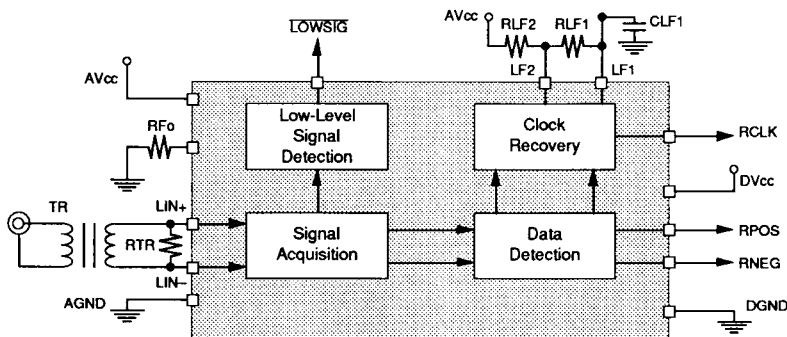 LOWSIG
AVcc
RLF2
RLF1
CLF1
LF2
LF1
AVcc
Low-Level
Signal
Detection
Clock
Recovery
RCLK
RFo
DVcc
TR
LIN+
RTR
Signal
Acquisition
Data
Detection
RPOS
RNEG
LIN–
AGND
DGND